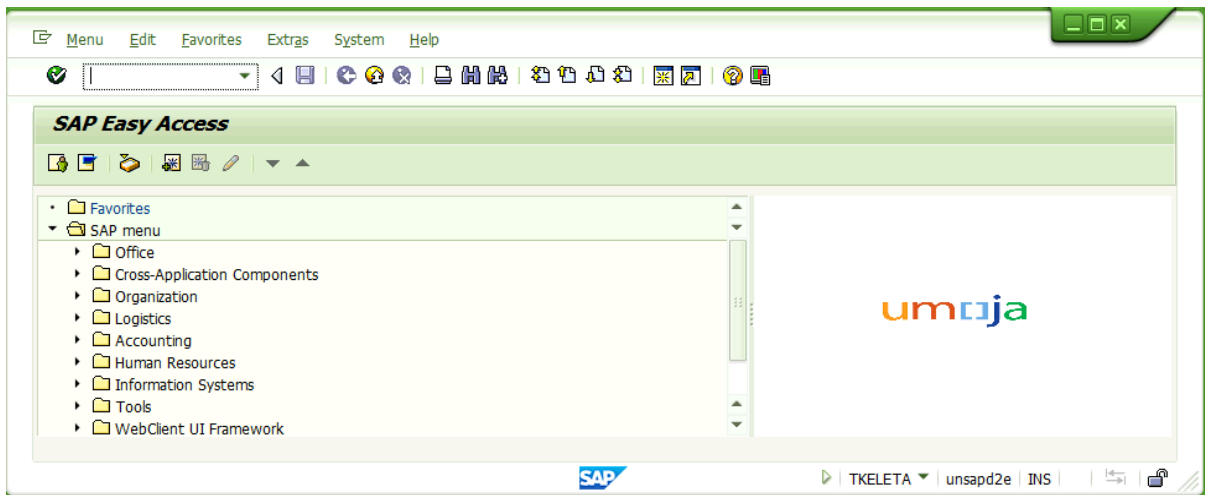 Menu Edit Favorites Extras System Help
SAP Easy Access
Favorites
SAP menu
Office
Cross-Application Components
Organization
Logistics
Accounting
Human Resources
Information Systems
Tools
WebClient UI Framework
umoja
SAP
TKELETA unsapd2e INS